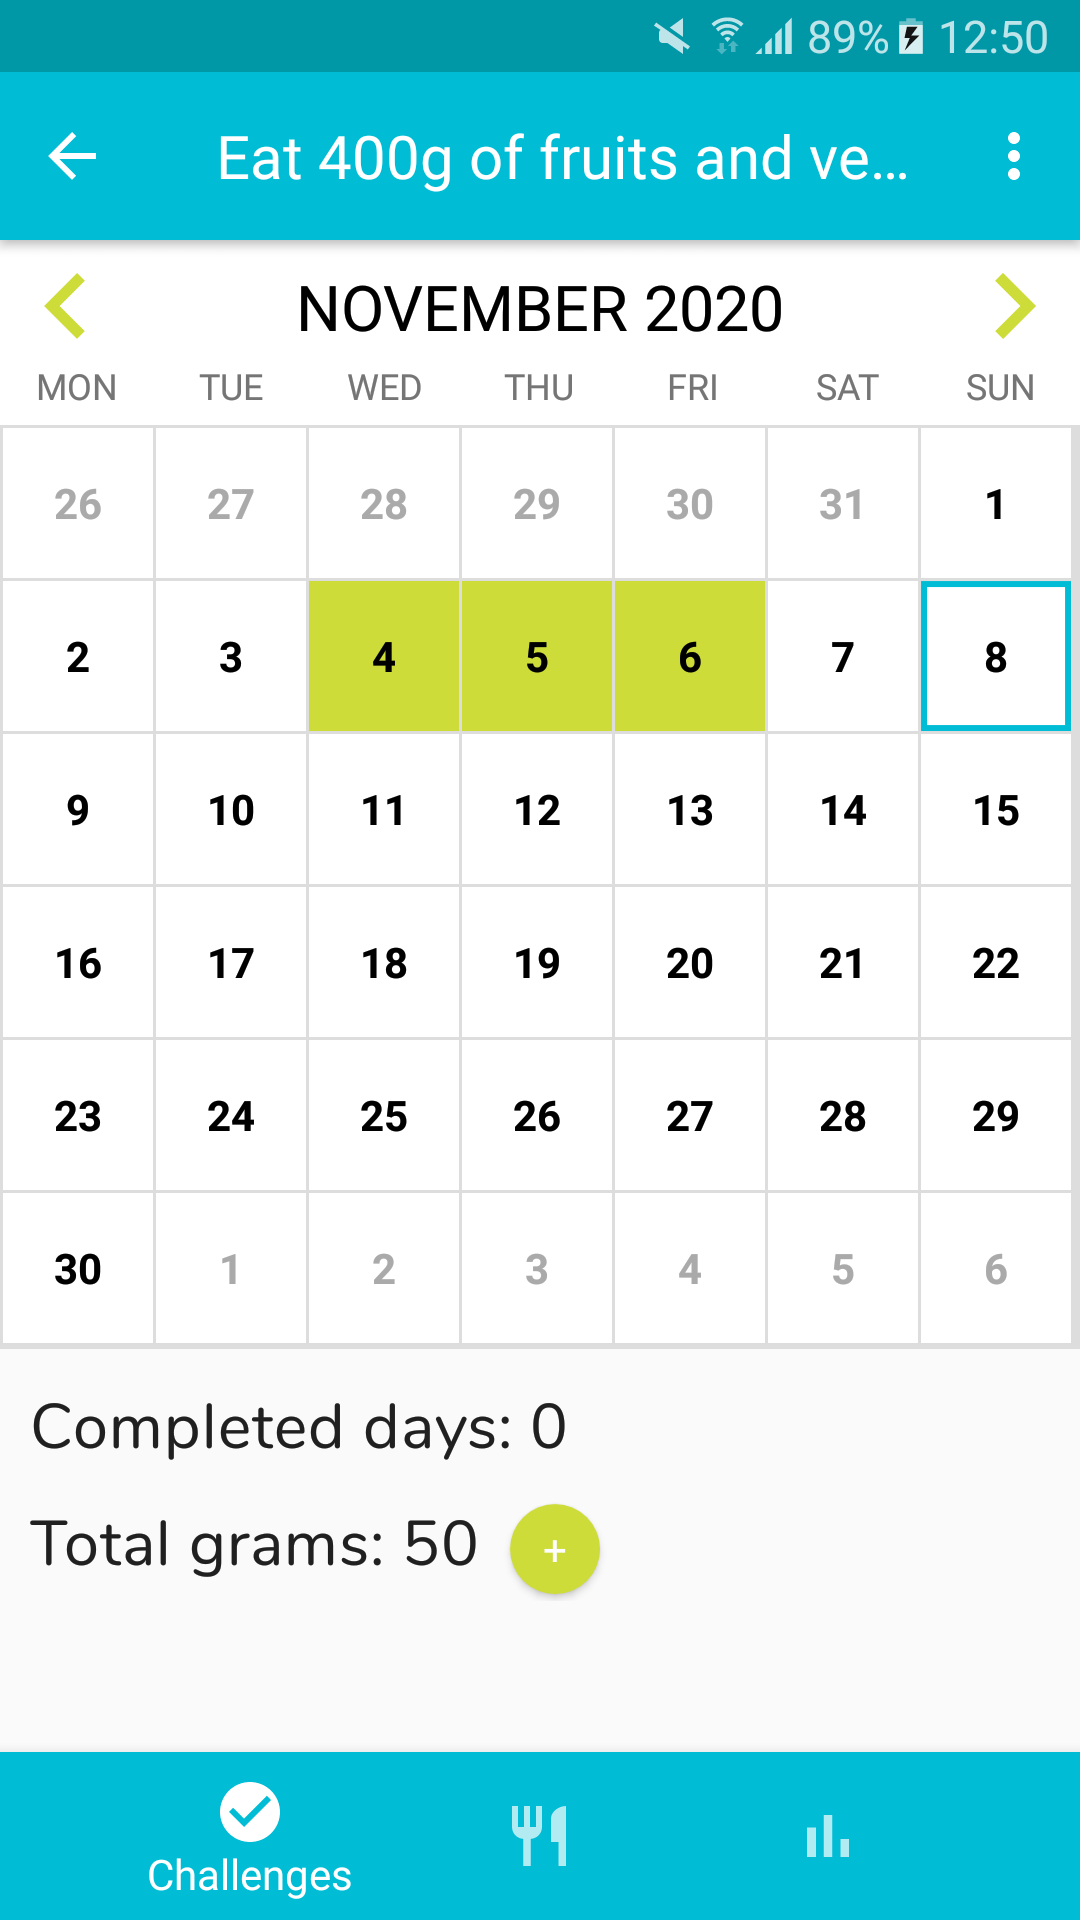 89% 12:50
Eat 400g of fruits and ve...
NOVEMBER 2020
MON TUE WED THU FRI SAT SUN
26 27 28 29 30 31 1
2 3 4 5 6 7 8
9 10 11 12 13 14 15
16 17 18 19 20 21 22
23 24 25 26 27 28 29
30 1 2 3 4 5 6
Completed days: 0
Total grams: 50 +
Challenges